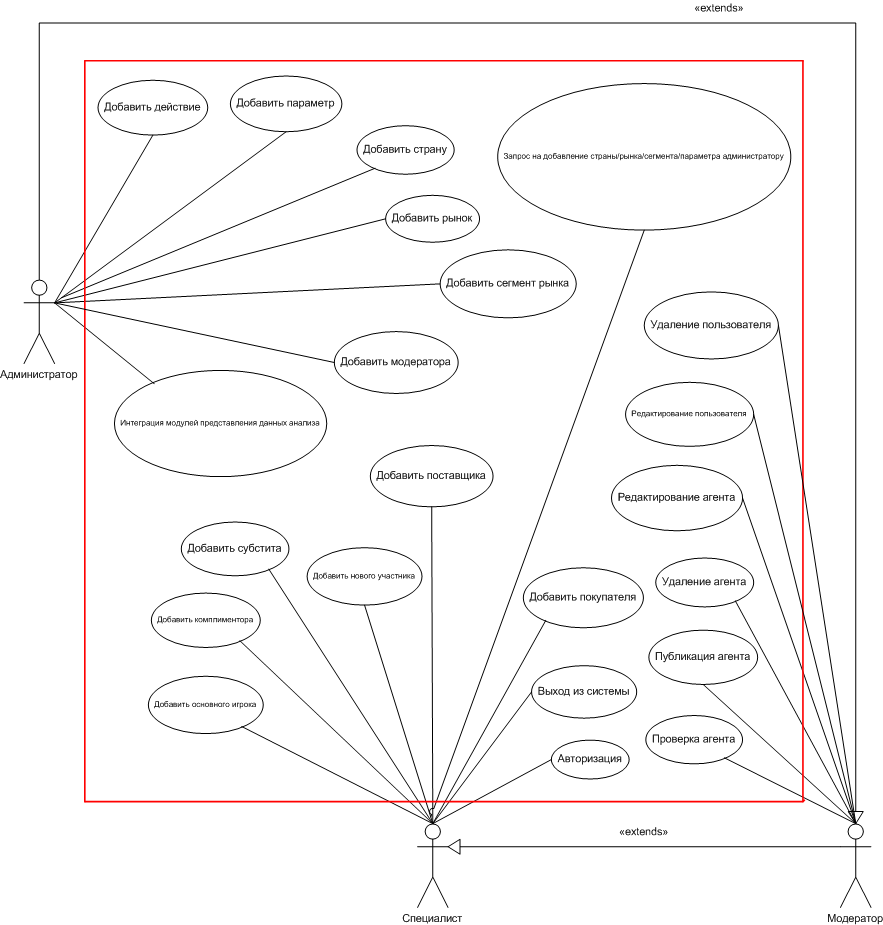 «extends»
Добавить действие
Добавить параметр
Добавить страну
Запрос на добавление страны/рынка/сегмента/параметра администратору
Добавить рынок
Добавить сегмент рынка
Удаление пользователя
Добавить модератора
Администратор
Редактирование пользователя
Интеграция модулей представления данных анализа
Добавить поставщика
Редактирование агента
Добавить субстита
Добавить нового участника
Удаление агента
Добавить покупателя
Добавить комплиментора
Публикация агента
Выход из системы
Добавить основного игрока
Проверка агента
Авторизация
«extends»
Специалист
Модератор